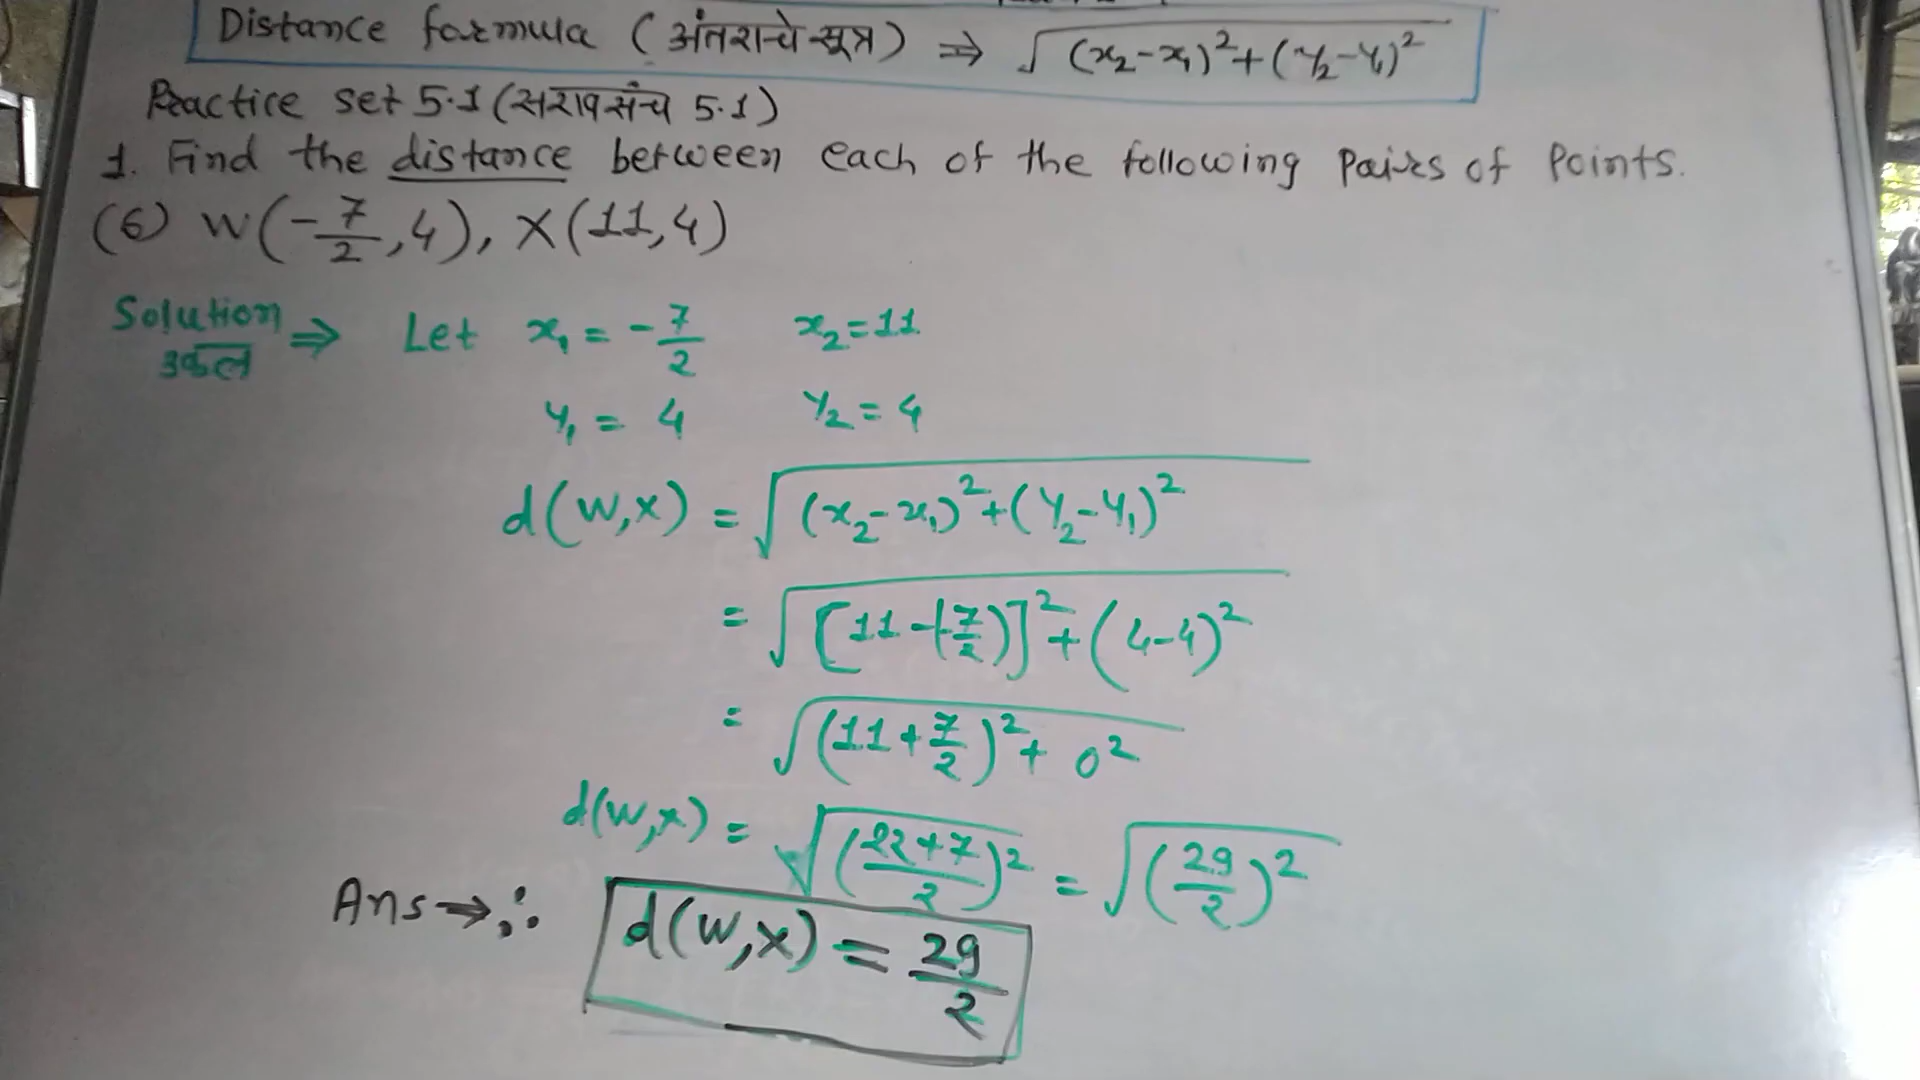 Distance formula (अंतराचे सूत्र) ⇒ √(x₂-x₁)²+(y₂-y₁)²
Practice set 5.1 (सरावसंच 5.1)
1. Find the distance between each of the following pairs of points.
(6) W(-7/2, 4), X(11,4)
Solution ⇒ Let x₁ = -7/2 x₂=11
उकल
y₁ = 4 y₂ = 4
d(W,X) = √(x₂-x₁)²+(y₂-y₁)²
= √[11-(-7/2)]²+(4-4)²
= √(11+7/2)²+ 0²
d(W,X) = √((22+7)/2)² = √(29/2)²
Ans → ∴ d(W,X) = 29/2